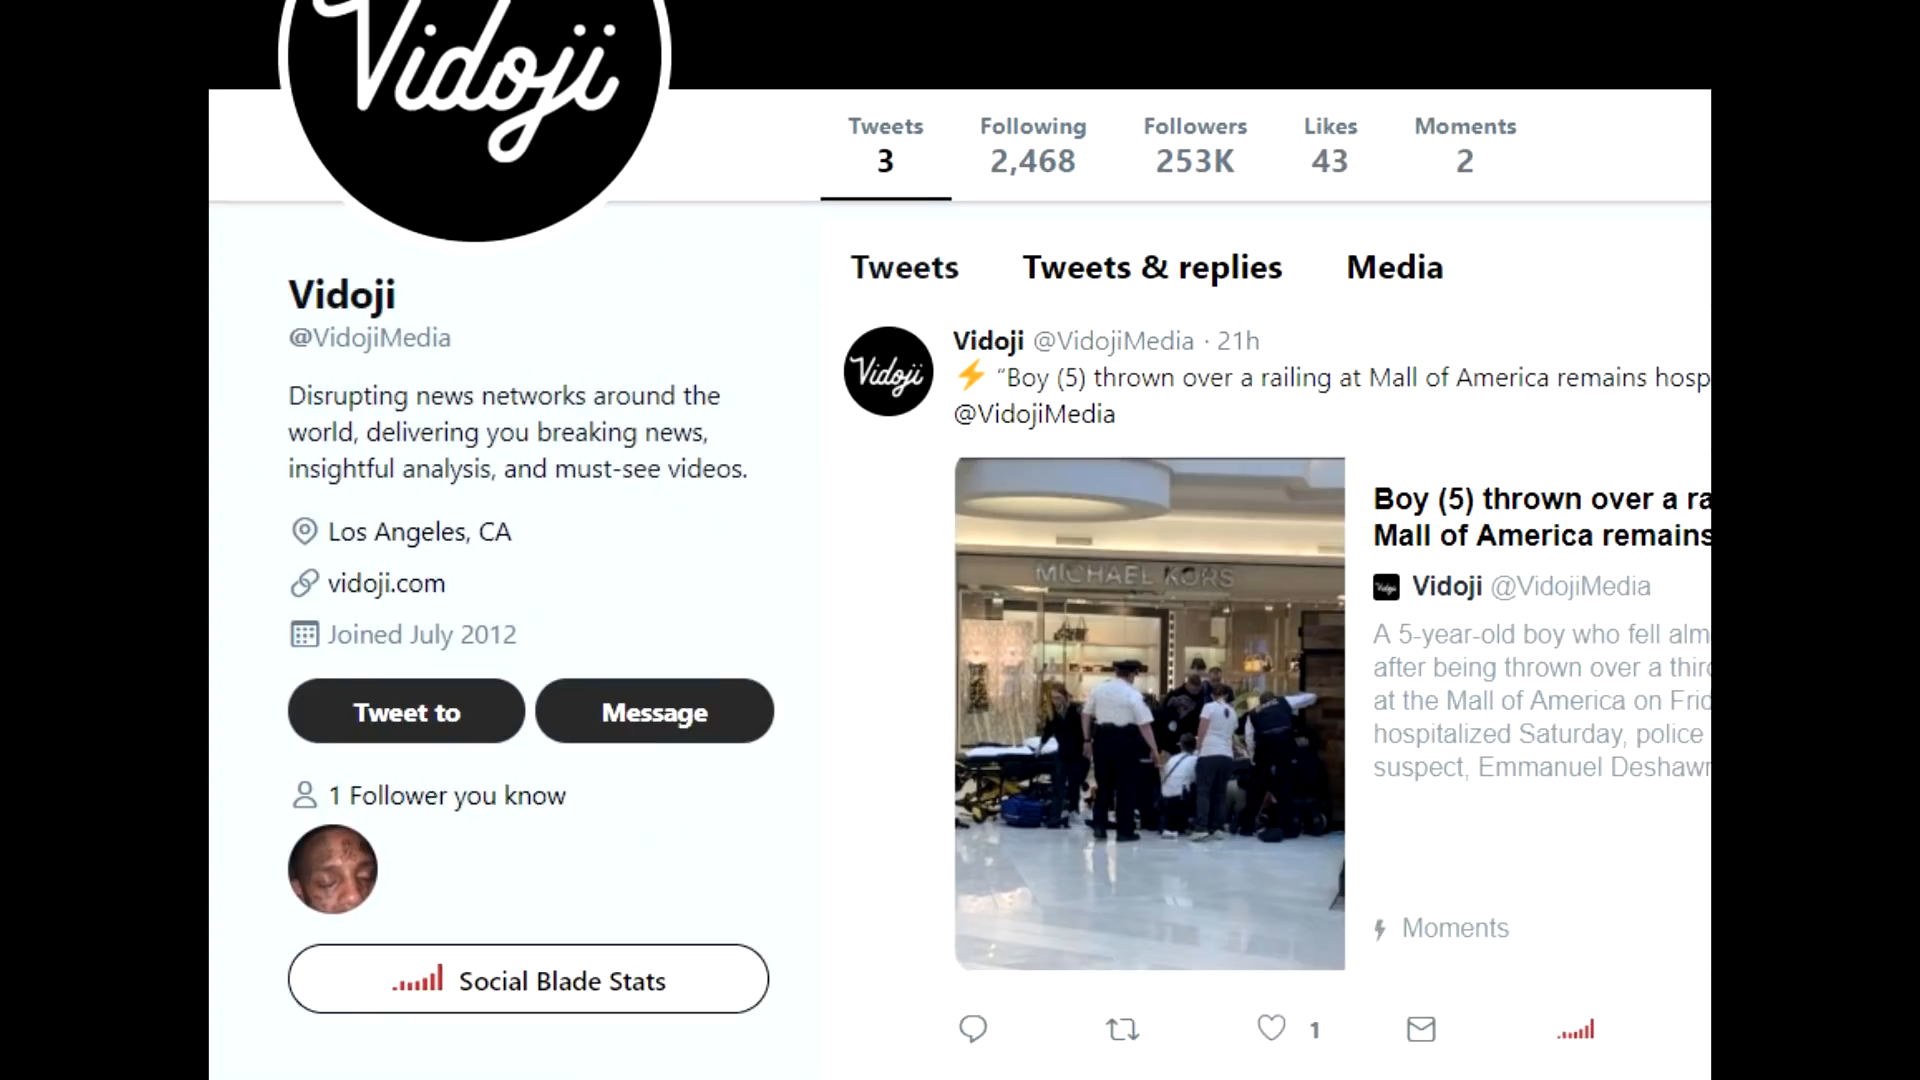 Vidoji
Tweets Following Followers Likes Moments
3 2,468 253K 43 2
Vidoji
@VidojiMedia
Disrupting news networks around the
world, delivering you breaking news,
insightful analysis, and must-see videos.
Los Angeles, CA
vidoji.com
Joined July 2012
Tweet to Message
1 Follower you know
Social Blade Stats
Tweets Tweets & replies Media
Vidoji
Vidoji @VidojiMedia · 21h
⚡ “Boy (5) thrown over a railing at Mall of America remains hosp
@VidojiMedia
MICHAEL KORS
Boy (5) thrown over a ra
Mall of America remains
Vidoji @VidojiMedia
A 5-year-old boy who fell alm
after being thrown over a thir
at the Mall of America on Frid
hospitalized Saturday, police
suspect, Emmanuel Deshawn
Moments
1